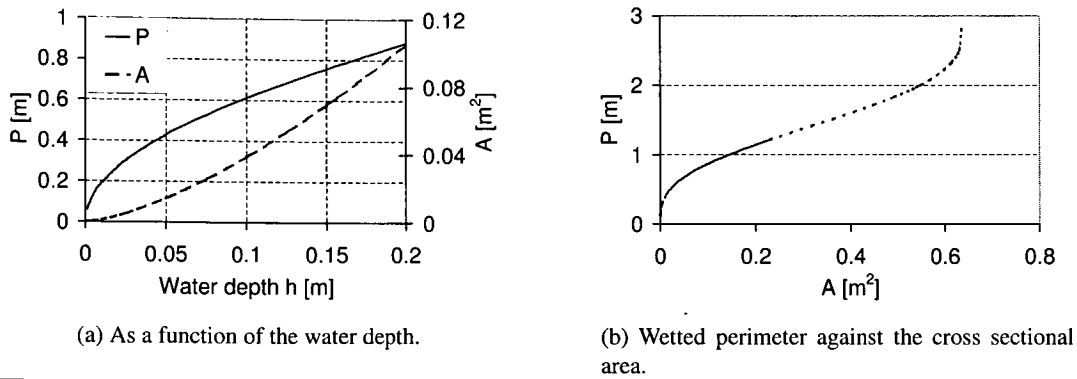 1
0.8
0.6
0.4
0.2
0
P [m]
P
A
0.12
0.08
0.04
0
A [m²]
0 0.05 0.1 0.15 0.2
Water depth h [m]
(a) As a function of the water depth.
3
2
1
0
P [m]
0 0.2 0.4 0.6 0.8
A [m²]
(b) Wetted perimeter against the cross sectional
area.